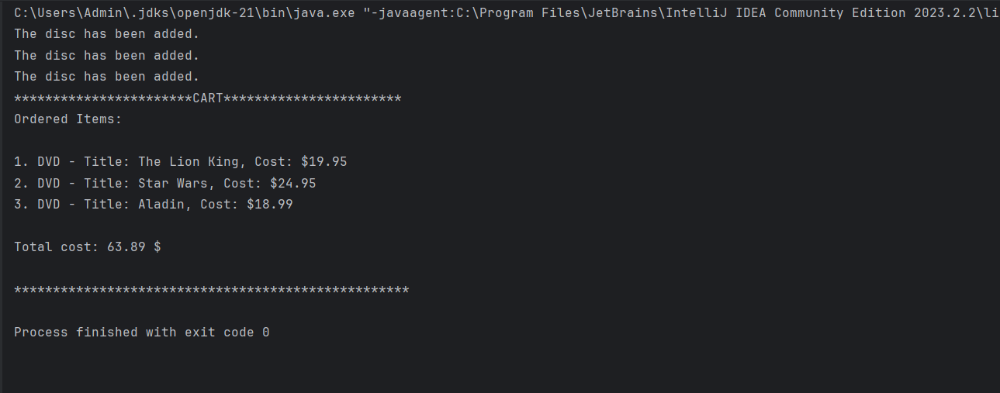 C:\Users\Admin\.jdks\openjdk-21\bin\java.exe "-javaagent:C:\Program Files\JetBrains\IntelliJ IDEA Community Edition 2023.2.2\li
The disc has been added.
The disc has been added.
The disc has been added.
***********************CART***********************
Ordered Items:
1. DVD - Title: The Lion King, Cost: $19.95
2. DVD - Title: Star Wars, Cost: $24.95
3. DVD - Title: Aladin, Cost: $18.99
Total cost: 63.89 $
***************************************************
Process finished with exit code 0